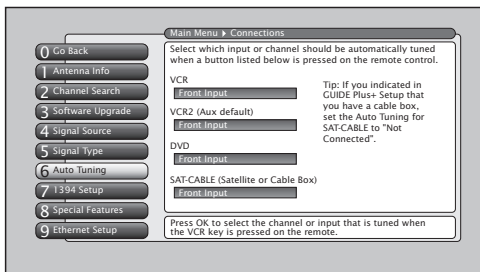 Main Menu ▸ Connections
0 Go Back
1 Antenna Info
2 Channel Search
3 Software Upgrade
4 Signal Source
5 Signal Type
6 Auto Tuning
7 1394 Setup
8 Special Features
9 Ethernet Setup
Select which input or channel should be automatically tuned
when a button listed below is pressed on the remote control.
VCR
Front Input
VCR2 (Aux default)
Front Input
DVD
Front Input
SAT-CABLE (Satellite or Cable Box)
Front Input
Tip: If you indicated in
GUIDE Plus+ Setup that
you have a cable box,
set the Auto Tuning for
SAT-CABLE to "Not
Connected".
Press OK to select the channel or input that is tuned when
the VCR key is pressed on the remote.